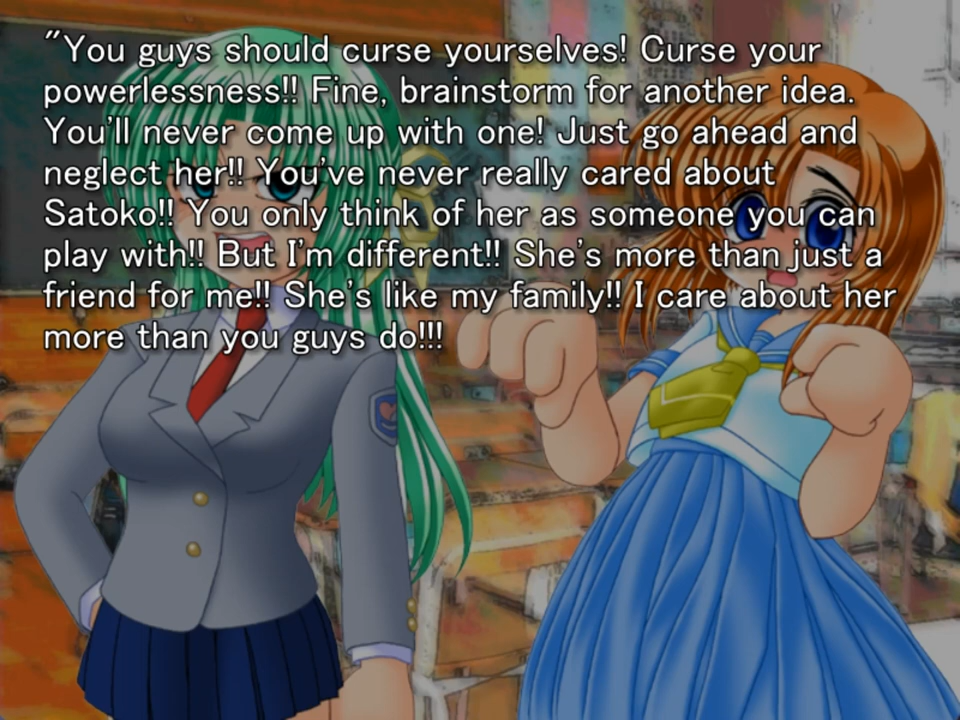 "You guys should curse yourselves! Curse your
powerlessness!! Fine, brainstorm for another idea.
You'll never come up with one! Just go ahead and
neglect her!! You've never really cared about
Satoko!! You only think of her as someone you can
play with!! But I'm different!! She's more than just a
friend for me!! She's like my family!! I care about her
more than you guys do!!!